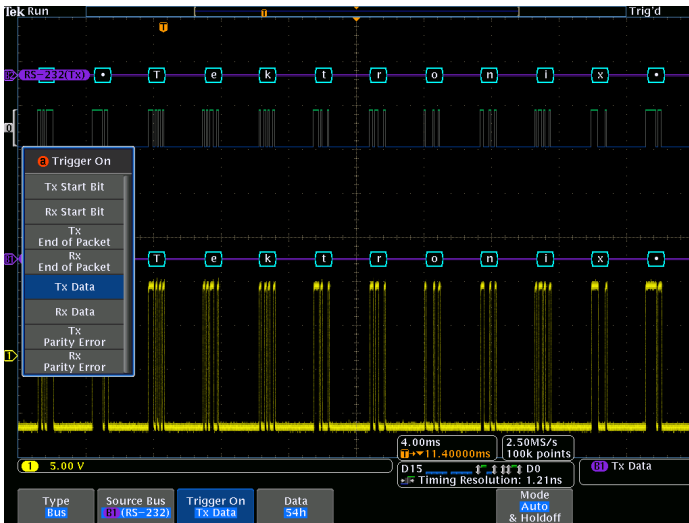 Tek Run Trig'd
T
T
B2 RS-232(Tx) • T e k t r o n i x •
D
a Trigger On
Tx Start Bit
Rx Start Bit
Tx
End of Packet
Rx
End of Packet
Tx Data
Rx Data
Tx
Parity Error
Rx
Parity Error
B1 T e k t r o n i x •
1
4.00ms
T→▼11.40000ms
2.50MS/s
100k points
1 5.00 V
D15 D0
Timing Resolution: 1.21ns
B1 Tx Data
Type
Bus
Source Bus
B1 (RS-232)
Trigger On
Tx Data
Data
54h
Mode
Auto
& Holdoff